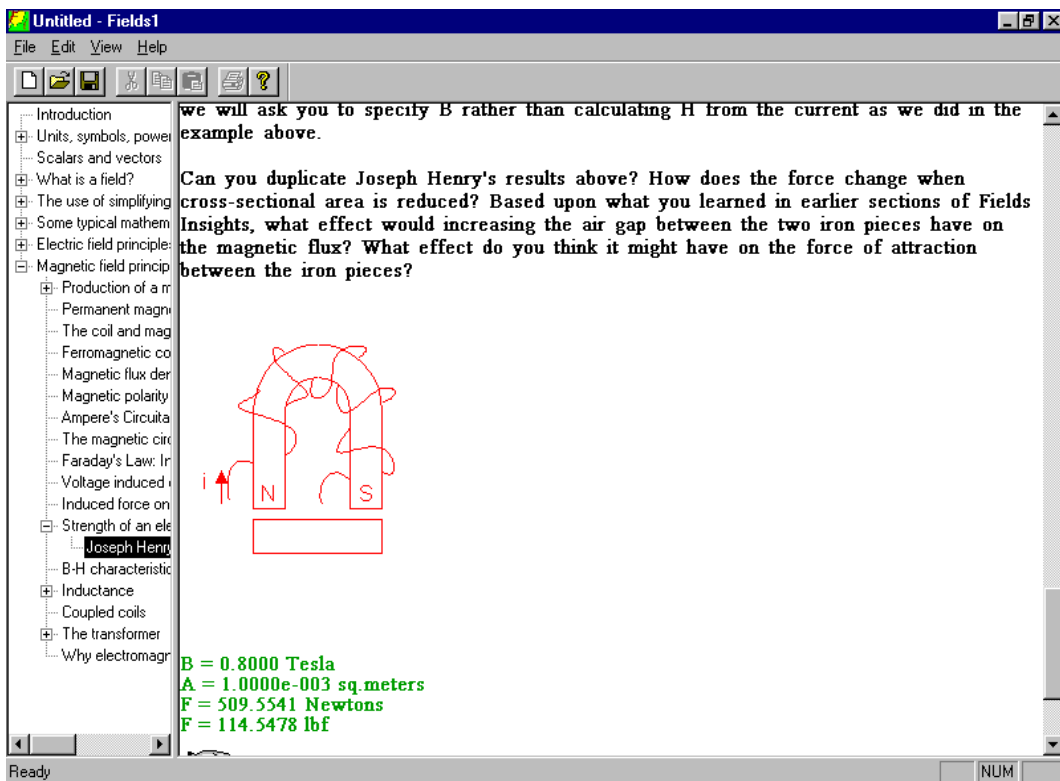 Untitled - Fields1
File Edit View Help
Introduction
Units, symbols, power
Scalars and vectors
What is a field?
The use of simplifying
Some typical mathem
Electric field principle
Magnetic field princip
Production of a m
Permanent magn
The coil and mag
Ferromagnetic co
Magnetic flux der
Magnetic polarity
Ampere's Circuita
The magnetic circ
Faraday's Law: Ir
Voltage induced
Induced force on
Strength of an ele
Joseph Henry
B-H characteristic
Inductance
Coupled coils
The transformer
Why electromagr
we will ask you to specify B rather than calculating H from the current as we did in the
example above.
Can you duplicate Joseph Henry's results above? How does the force change when
cross-sectional area is reduced? Based upon what you learned in earlier sections of Fields
Insights, what effect would increasing the air gap between the two iron pieces have on
the magnetic flux? What effect do you think it might have on the force of attraction
between the iron pieces?
i
N S
B = 0.8000 Tesla
A = 1.0000e-003 sq.meters
F = 509.5541 Newtons
F = 114.5478 lbf
Ready
NUM